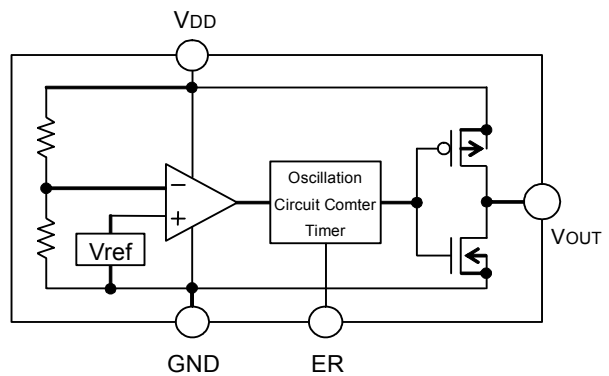 VDD
−
+
Vref
Oscillation
Circuit Comter
Timer
VOUT
GND
ER